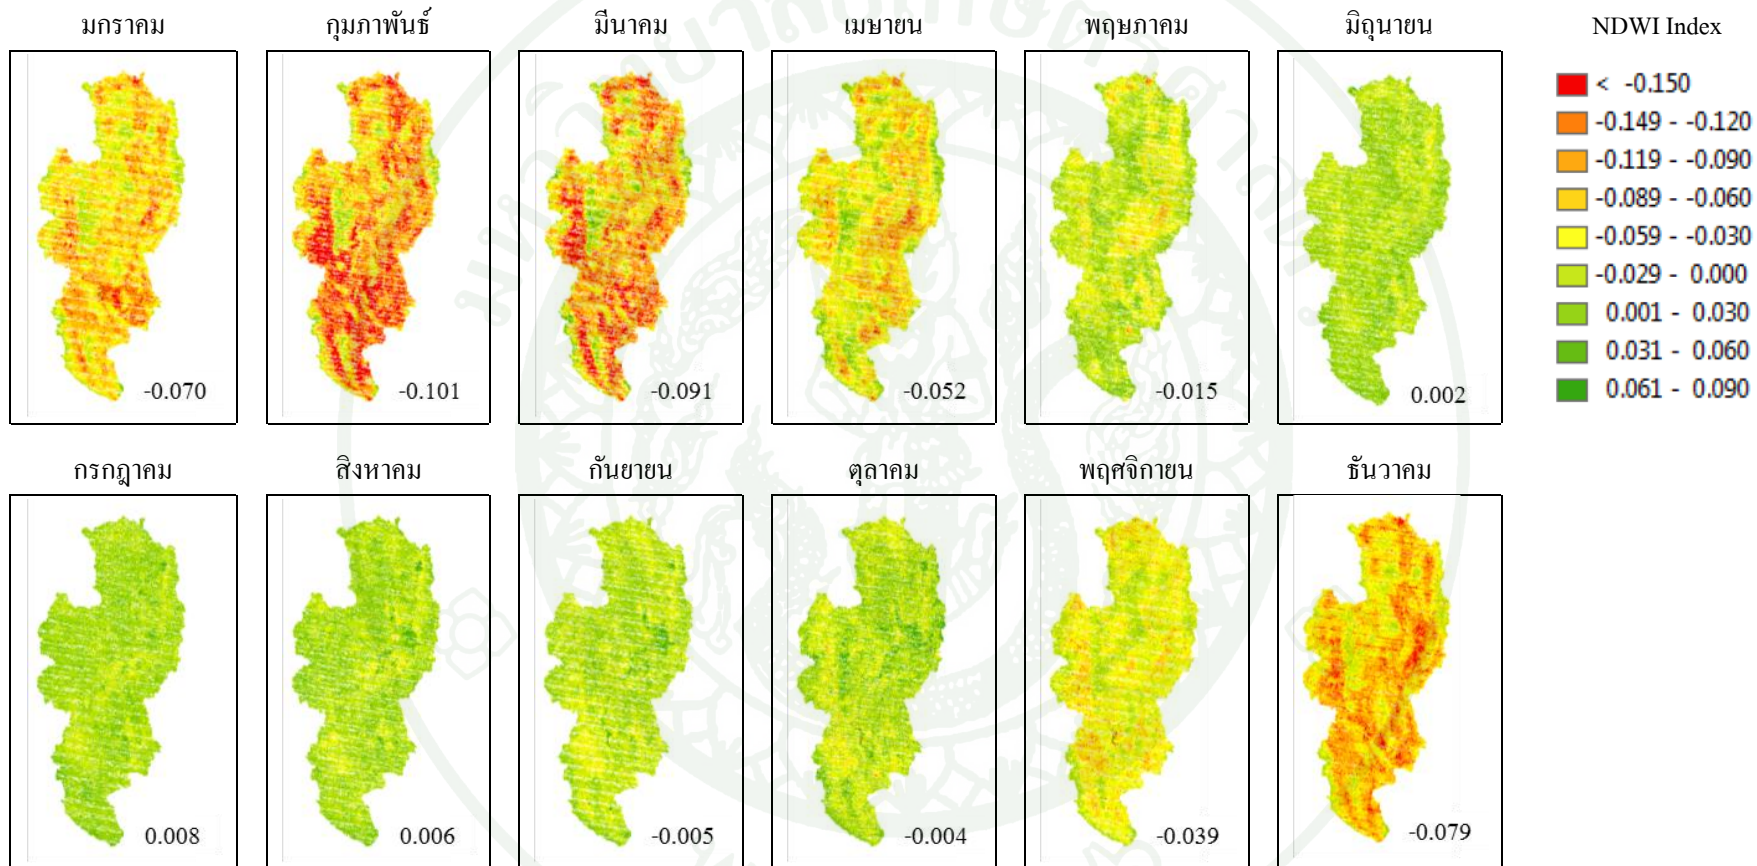 มกราคม กุมภาพันธ์ มีนาคม เมษายน พฤษภาคม มิถุนายน NDWI Index
< -0.150
-0.149 - -0.120
-0.119 - -0.090
-0.089 - -0.060
-0.059 - -0.030
-0.029 - 0.000
0.001 - 0.030
0.031 - 0.060
0.061 - 0.090
-0.070 -0.101 -0.091 -0.052 -0.015 0.002
กรกฎาคม สิงหาคม กันยายน ตุลาคม พฤศจิกายน ธันวาคม
0.008 0.006 -0.005 -0.004 -0.039 -0.079